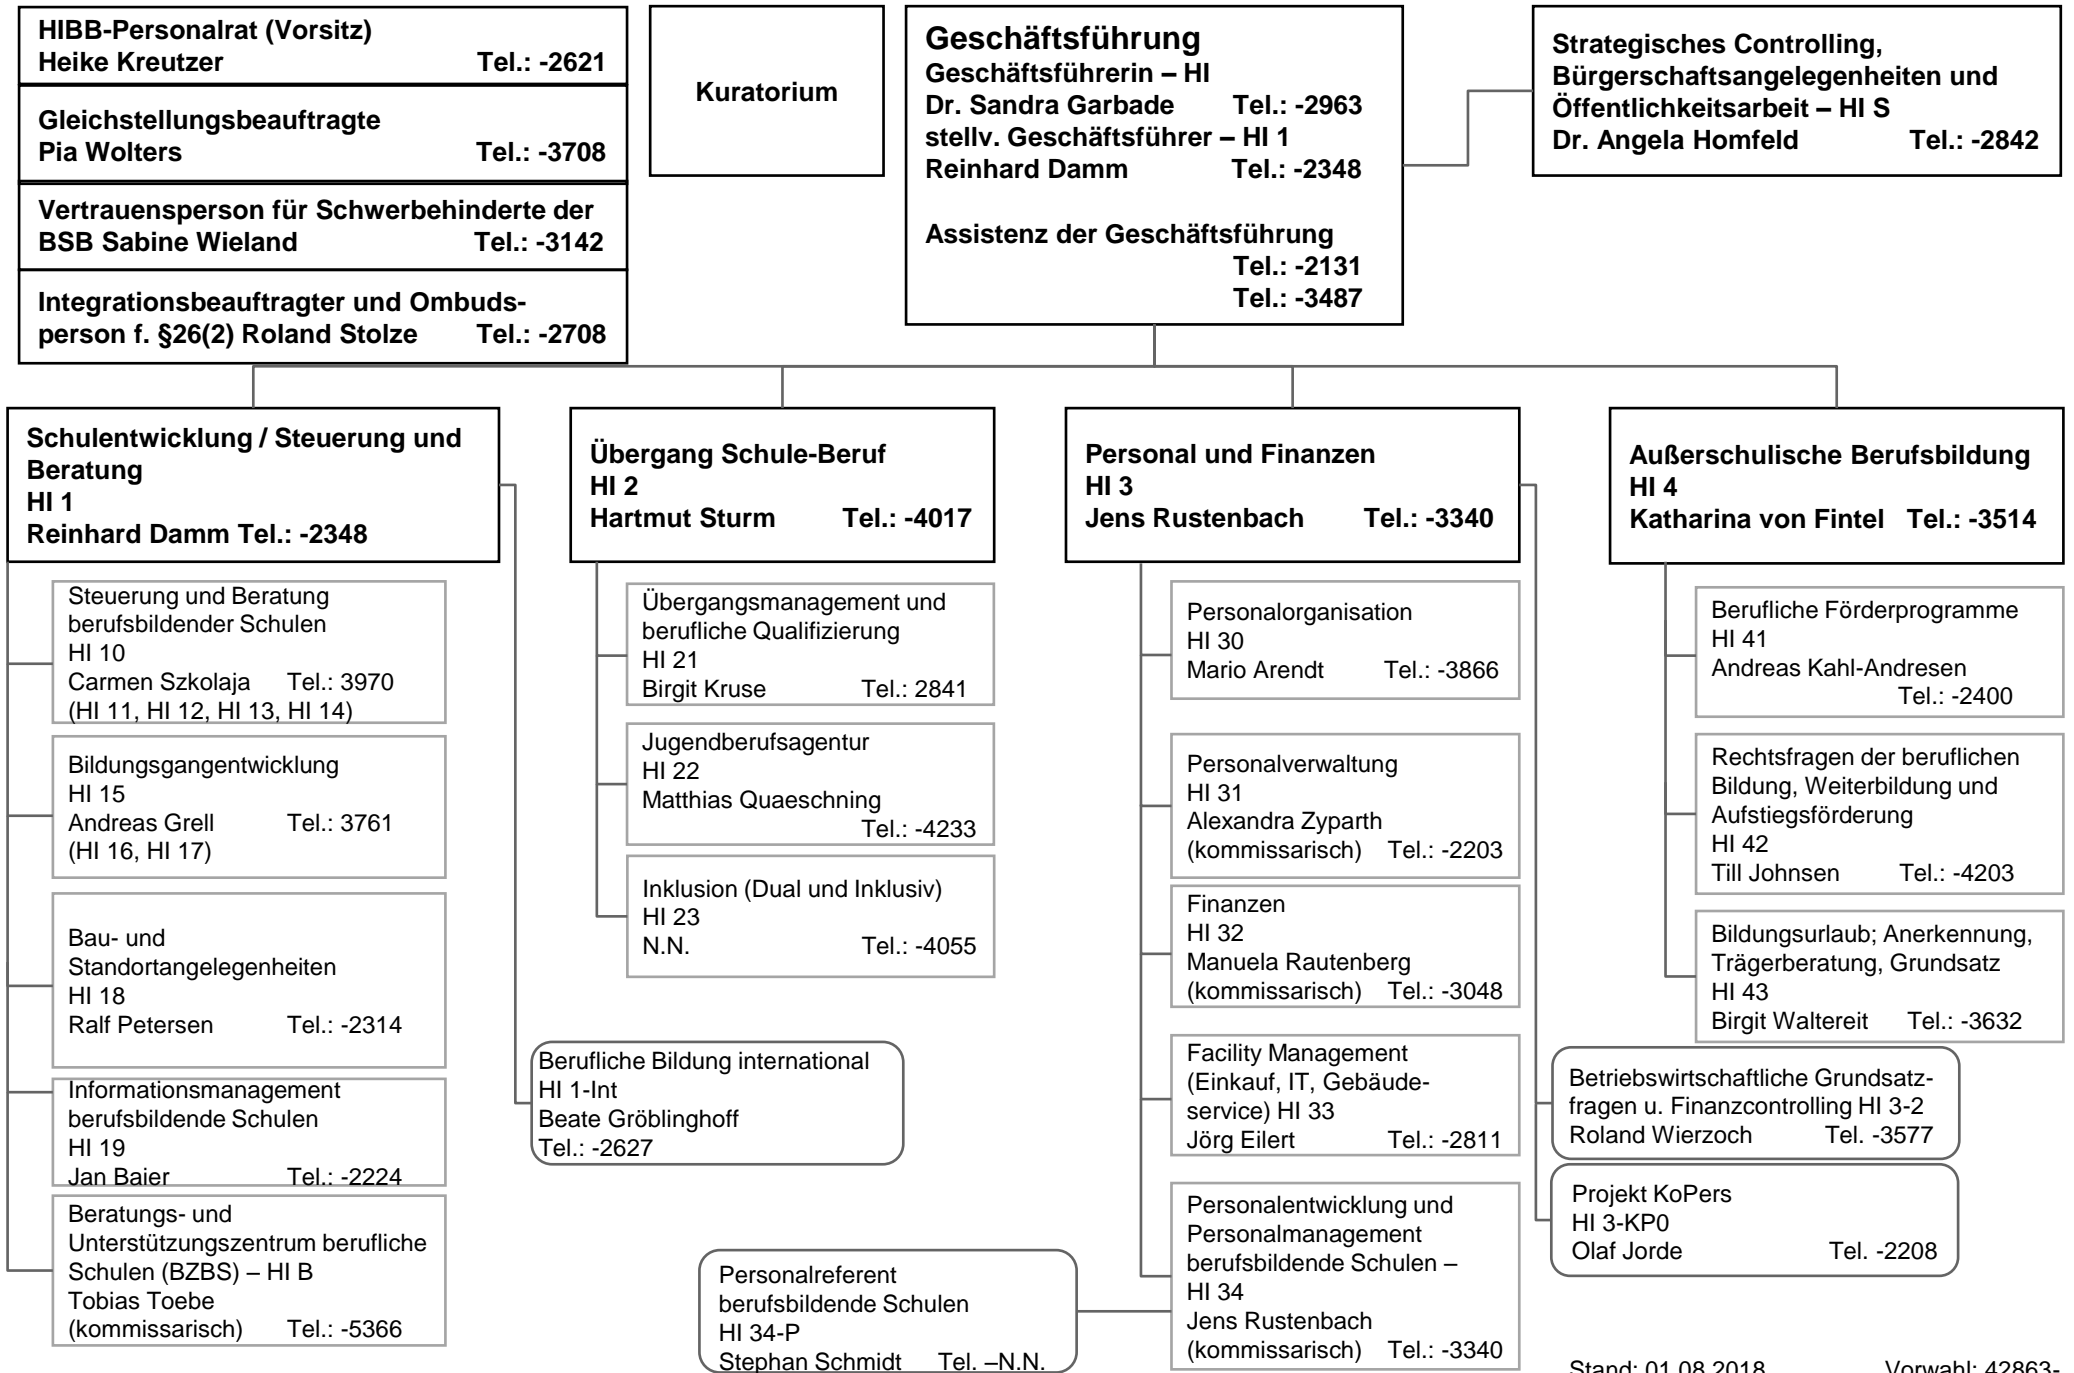 HIBB-Personalrat (Vorsitz)
Heike Kreutzer Tel.: -2621
Gleichstellungsbeauftragte
Pia Wolters Tel.: -3708
Vertrauensperson für Schwerbehinderte der
BSB Sabine Wieland Tel.: -3142
Integrationsbeauftragter und Ombuds-
person f. §26(2) Roland Stolze Tel.: -2708
Kuratorium
Geschäftsführung
Geschäftsführerin – HI
Dr. Sandra Garbade Tel.: -2963
stellv. Geschäftsführer – HI 1
Reinhard Damm Tel.: -2348
Assistenz der Geschäftsführung
Tel.: -2131
Tel.: -3487
Strategisches Controlling,
Bürgerschaftsangelegenheiten und
Öffentlichkeitsarbeit – HI S
Dr. Angela Homfeld Tel.: -2842
Schulentwicklung / Steuerung und
Beratung
HI 1
Reinhard Damm Tel.: -2348
Steuerung und Beratung
berufsbildender Schulen
HI 10
Carmen Szkolaja Tel.: 3970
(HI 11, HI 12, HI 13, HI 14)
Bildungsgangentwicklung
HI 15
Andreas Grell Tel.: 3761
(HI 16, HI 17)
Bau- und
Standortangelegenheiten
HI 18
Ralf Petersen Tel.: -2314
Informationsmanagement
berufsbildende Schulen
HI 19
Jan Baier Tel.: -2224
Beratungs- und
Unterstützungszentrum berufliche
Schulen (BZBS) – HI B
Tobias Toebe
(kommissarisch) Tel.: -5366
Berufliche Bildung international
HI 1-Int
Beate Gröblinghoff
Tel.: -2627
Übergang Schule-Beruf
HI 2
Hartmut Sturm Tel.: -4017
Übergangsmanagement und
berufliche Qualifizierung
HI 21
Birgit Kruse Tel.: 2841
Jugendberufsagentur
HI 22
Matthias Quaeschning
Tel.: -4233
Inklusion (Dual und Inklusiv)
HI 23
N.N. Tel.: -4055
Personal und Finanzen
HI 3
Jens Rustenbach Tel.: -3340
Personalorganisation
HI 30
Mario Arendt Tel.: -3866
Personalverwaltung
HI 31
Alexandra Zyparth
(kommissarisch) Tel.: -2203
Finanzen
HI 32
Manuela Rautenberg
(kommissarisch) Tel.: -3048
Facility Management
(Einkauf, IT, Gebäude-
service) HI 33
Jörg Eilert Tel.: -2811
Personalentwicklung und
Personalmanagement
berufsbildende Schulen –
HI 34
Jens Rustenbach
(kommissarisch) Tel.: -3340
Personalreferent
berufsbildende Schulen
HI 34-P
Stephan Schmidt Tel. –N.N.
Außerschulische Berufsbildung
HI 4
Katharina von Fintel Tel.: -3514
Berufliche Förderprogramme
HI 41
Andreas Kahl-Andresen
Tel.: -2400
Rechtsfragen der beruflichen
Bildung, Weiterbildung und
Aufstiegsförderung
HI 42
Till Johnsen Tel.: -4203
Bildungsurlaub; Anerkennung,
Trägerberatung, Grundsatz
HI 43
Birgit Waltereit Tel.: -3632
Betriebswirtschaftliche Grundsatz-
fragen u. Finanzcontrolling HI 3-2
Roland Wierzoch Tel. -3577
Projekt KoPers
HI 3-KP0
Olaf Jorde Tel. -2208
Stand: 01.08.2018 Vorwahl: 42863-